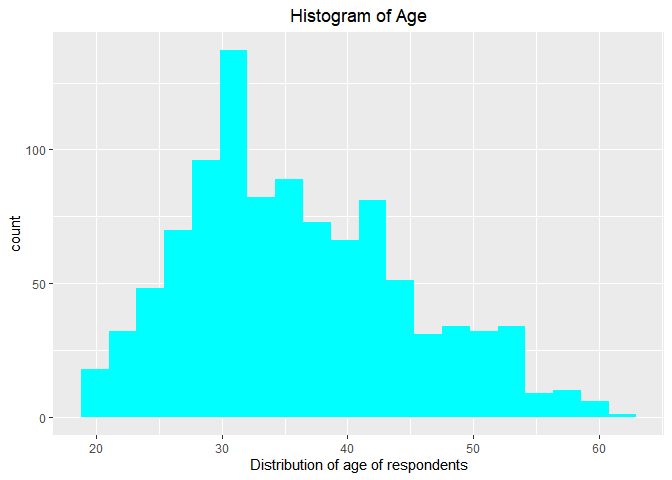 Histogram of Age
100
50
0
count
20 30 40 50 60
Distribution of age of respondents